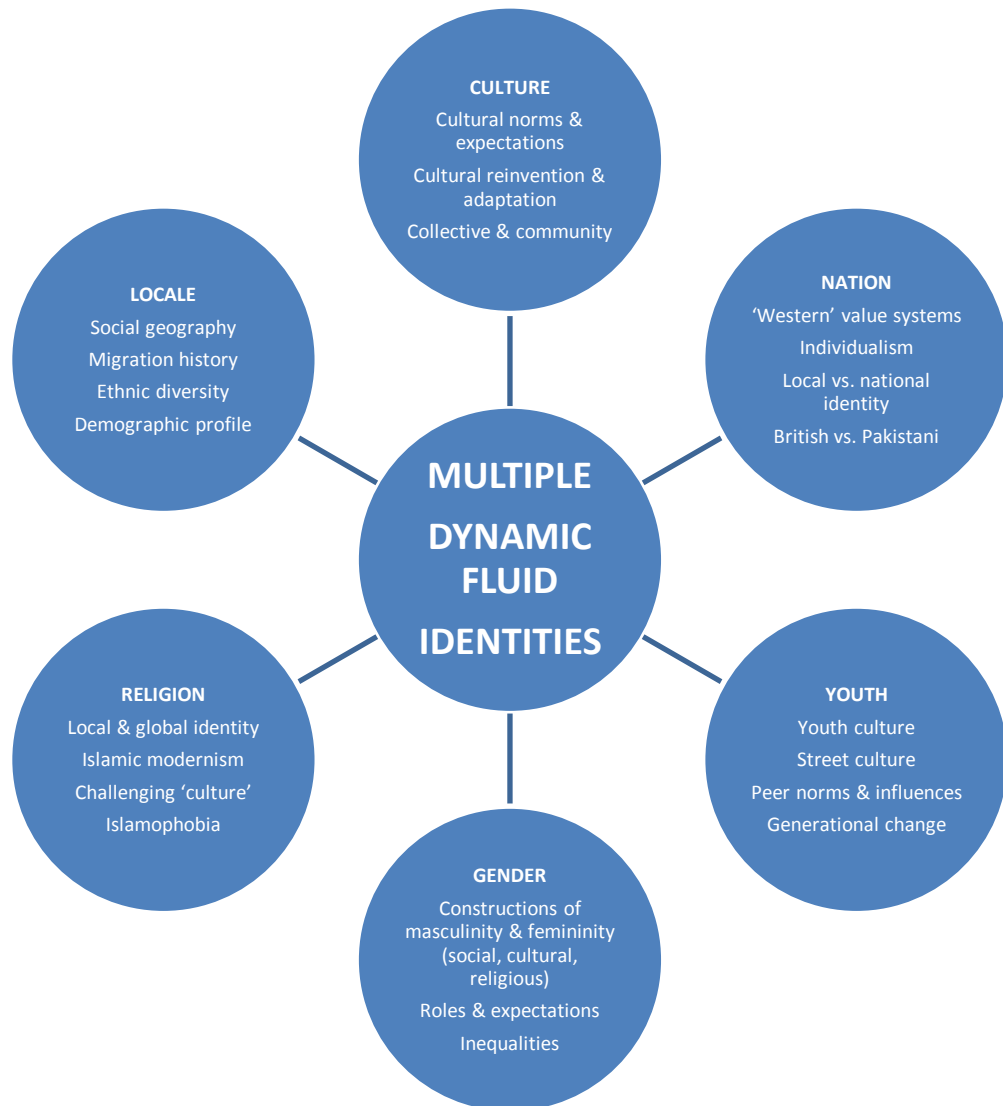 CULTURE
Cultural norms &
expectations
Cultural reinvention &
adaptation
Collective & community
NATION
‘Western’ value systems
Individualism
Local vs. national
identity
British vs. Pakistani
YOUTH
Youth culture
Street culture
Peer norms & influences
Generational change
GENDER
Constructions of
masculinity & femininity
(social, cultural,
religious)
Roles & expectations
Inequalities
RELIGION
Local & global identity
Islamic modernism
Challenging ‘culture’
Islamophobia
LOCALE
Social geography
Migration history
Ethnic diversity
Demographic profile
MULTIPLE
DYNAMIC
FLUID
IDENTITIES